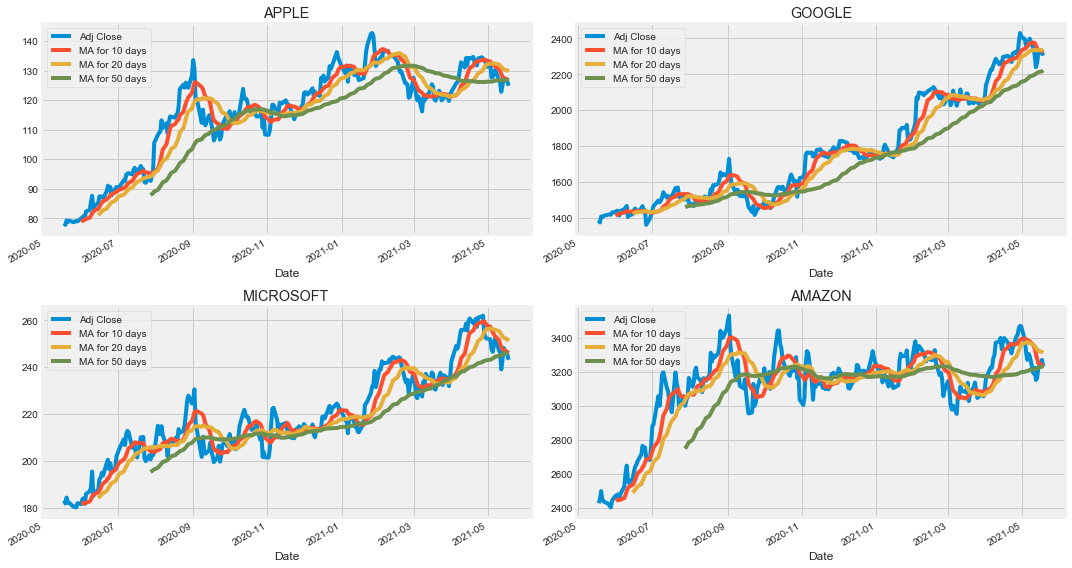 APPLE
Adj Close
MA for 10 days
MA for 20 days
MA for 50 days
140
130
120
110
100
90
80
2020-05
2020-07
2020-09
2020-11
2021-01
2021-03
2021-05
Date
GOOGLE
Adj Close
MA for 10 days
MA for 20 days
MA for 50 days
2400
2200
2000
1800
1600
1400
2020-05
2020-07
2020-09
2020-11
2021-01
2021-03
2021-05
Date
MICROSOFT
Adj Close
MA for 10 days
MA for 20 days
MA for 50 days
260
240
220
200
180
2020-05
2020-07
2020-09
2020-11
2021-01
2021-03
2021-05
Date
AMAZON
Adj Close
MA for 10 days
MA for 20 days
MA for 50 days
3400
3200
3000
2800
2600
2400
2020-05
2020-07
2020-09
2020-11
2021-01
2021-03
2021-05
Date